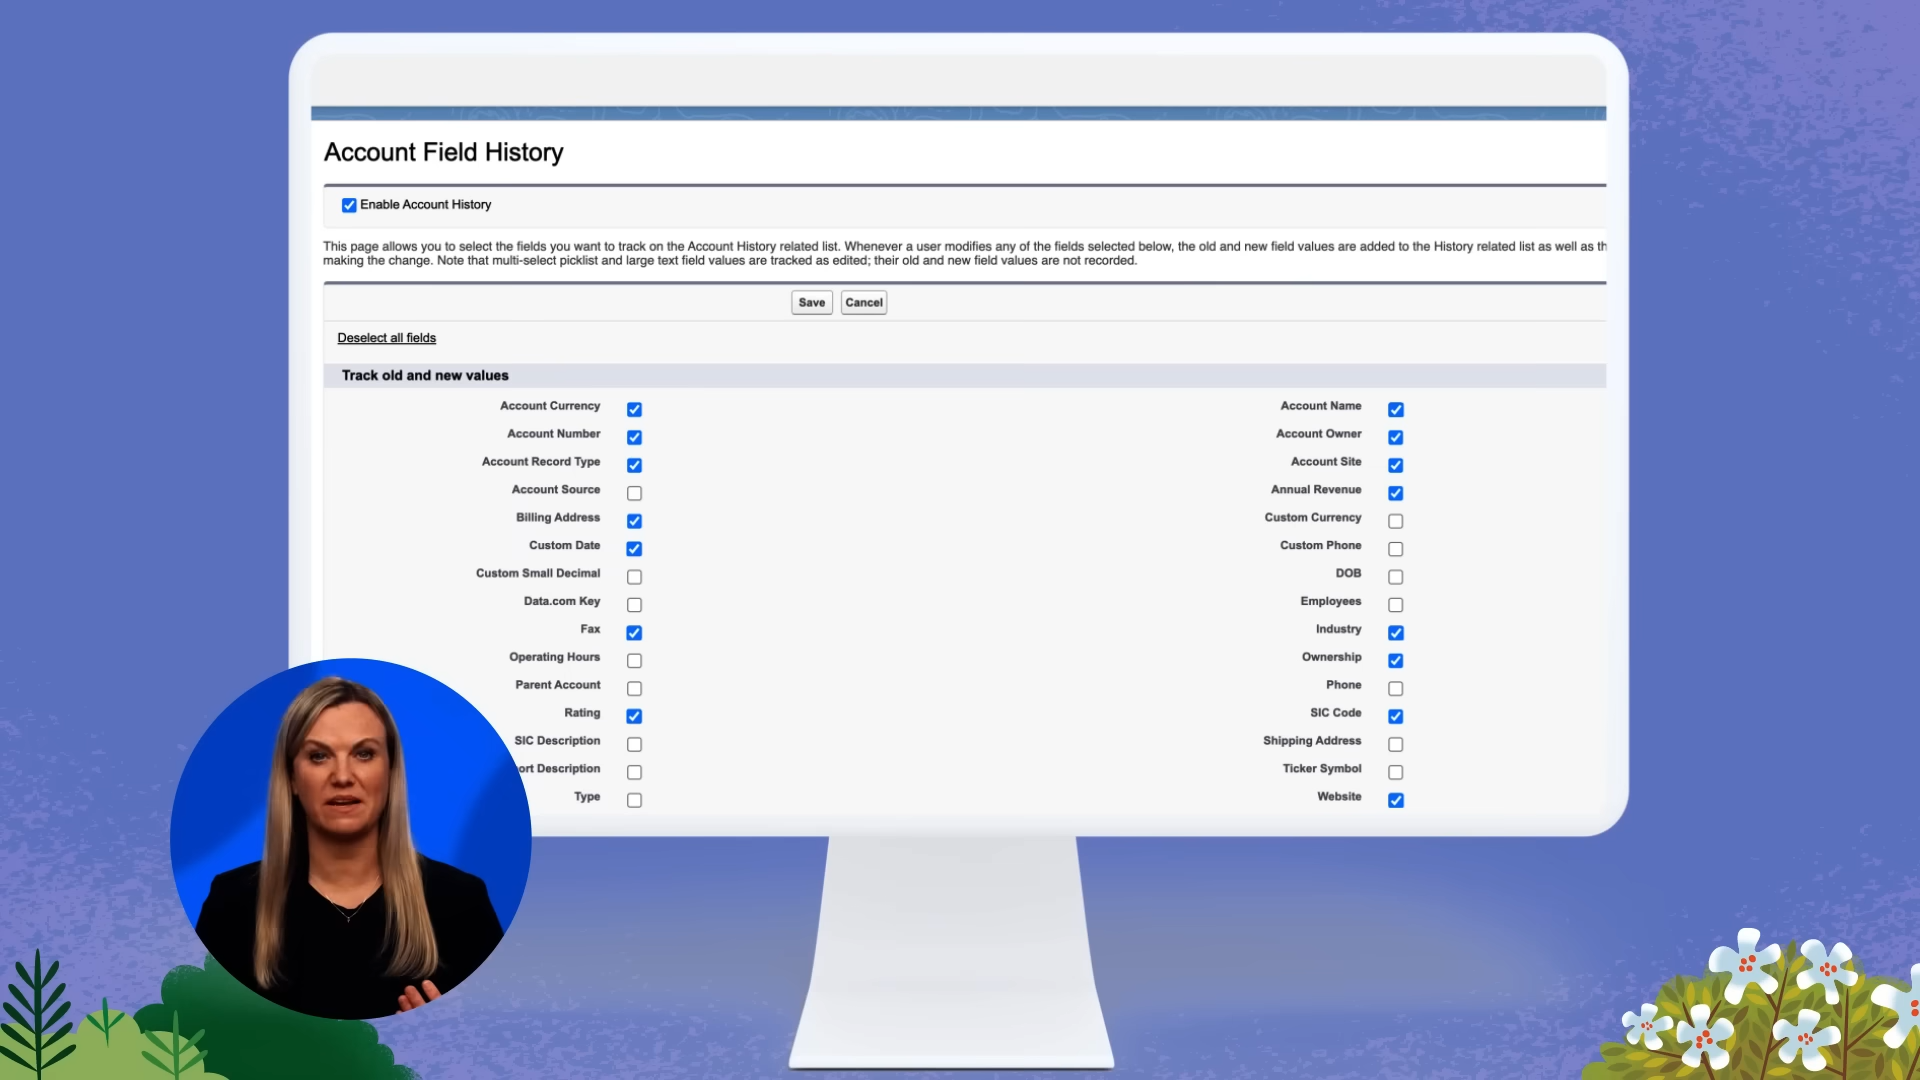 Account Field History
Enable Account History
This page allows you to select the fields you want to track on the Account History related list. Whenever a user modifies any of the fields selected below, the old and new field values are added to the History related list as well as th
making the change. Note that multi-select picklist and large text field values are tracked as edited; their old and new field values are not recorded.
Save Cancel
Deselect all fields
Track old and new values
Account Currency Account Name
Account Number Account Owner
Account Record Type Account Site
Account Source Annual Revenue
Billing Address Custom Currency
Custom Date Custom Phone
Custom Small Decimal DOB
Data.com Key Employees
Fax Industry
Operating Hours Ownership
Parent Account Phone
Rating SIC Code
SIC Description Shipping Address
ort Description Ticker Symbol
Type Website